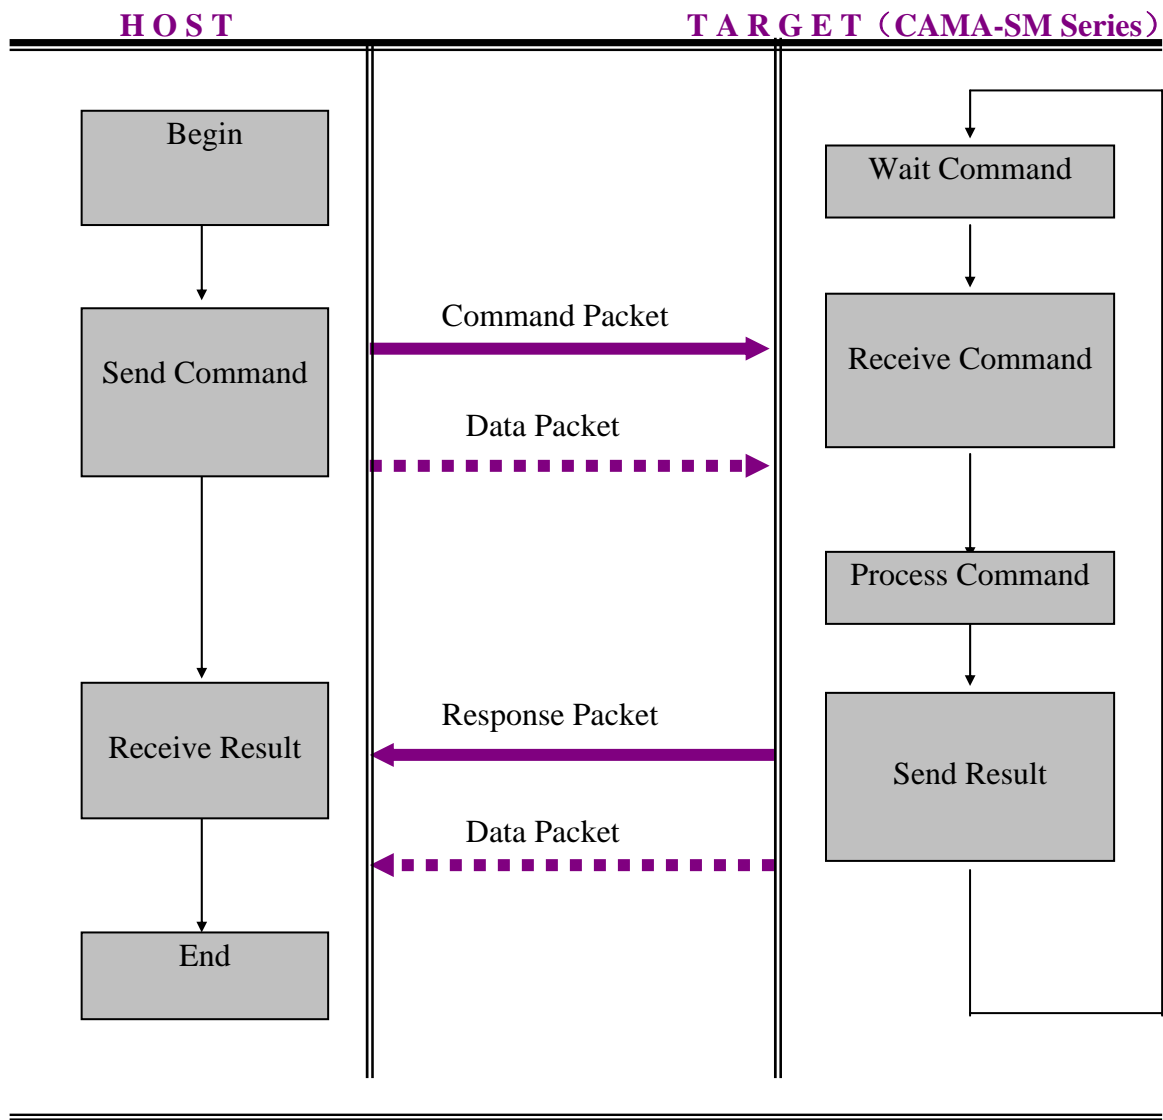 H O S T
T A R G E T（CAMA-SM Series）
Begin
Wait Command
Command Packet
Send Command
Receive Command
Data Packet
Process Command
Response Packet
Receive Result
Send Result
Data Packet
End